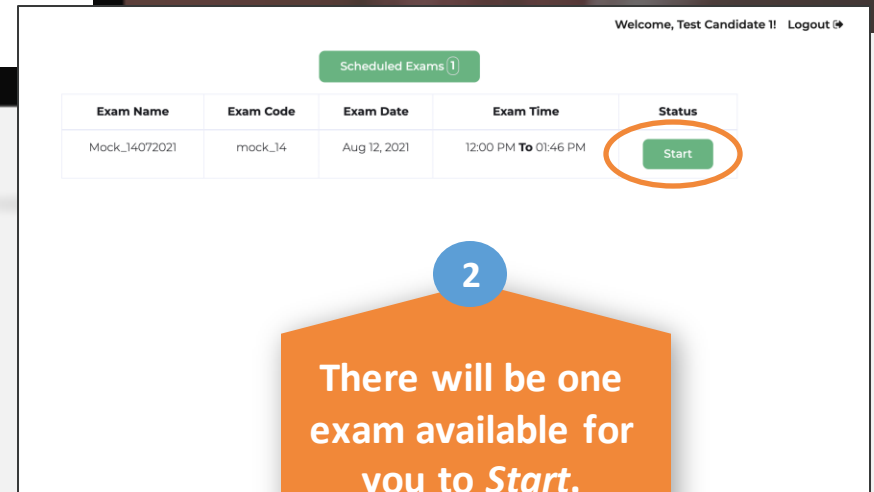 Welcome, Test Candidate 1! Logout
Scheduled Exams 1
Exam Name Exam Code Exam Date Exam Time Status
Mock_14072021 mock_14 Aug 12, 2021 12:00 PM To 01:46 PM Start
2
There will be one
exam available for
you to Start.